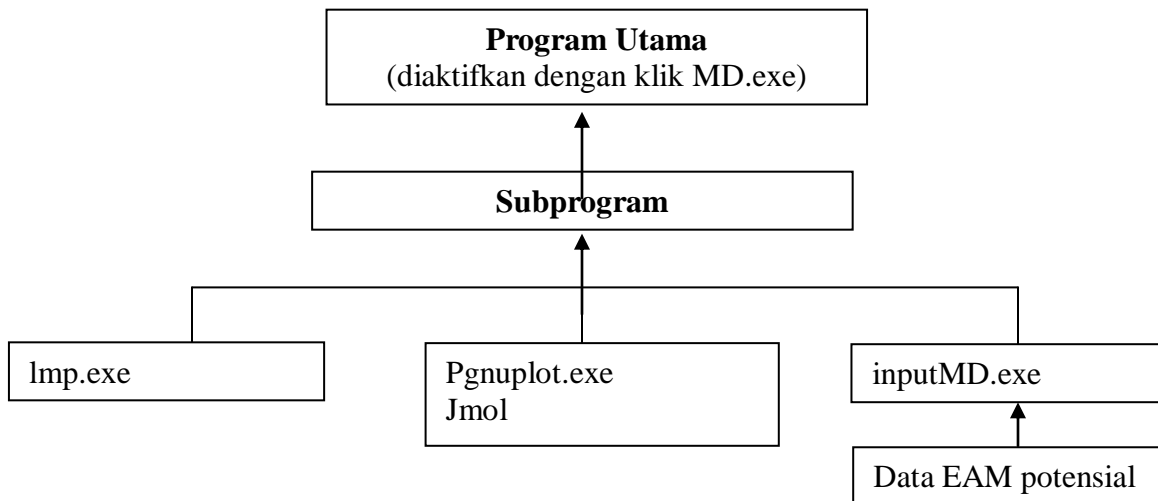 Program Utama
(diaktifkan dengan klik MD.exe)
Subprogram
lmp.exe
Pgnuplot.exe
Jmol
inputMD.exe
Data EAM potensial